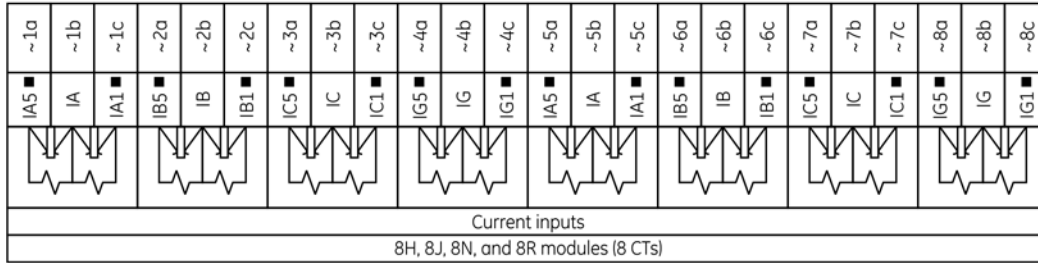 ~1a ~1b ~1c ~2a ~2b ~2c ~3a ~3b ~3c ~4a ~4b ~4c ~5a ~5b ~5c ~6a ~6b ~6c ~7a ~7b ~7c ~8a ~8b ~8c
IA5 IA IA1 IB5 IB IB1 IC5 IC IC1 IG5 IG IG1 IA5 IA IA1 IB5 IB IB1 IC5 IC IC1 IG5 IG IG1
Current inputs
8H, 8J, 8N, and 8R modules (8 CTs)